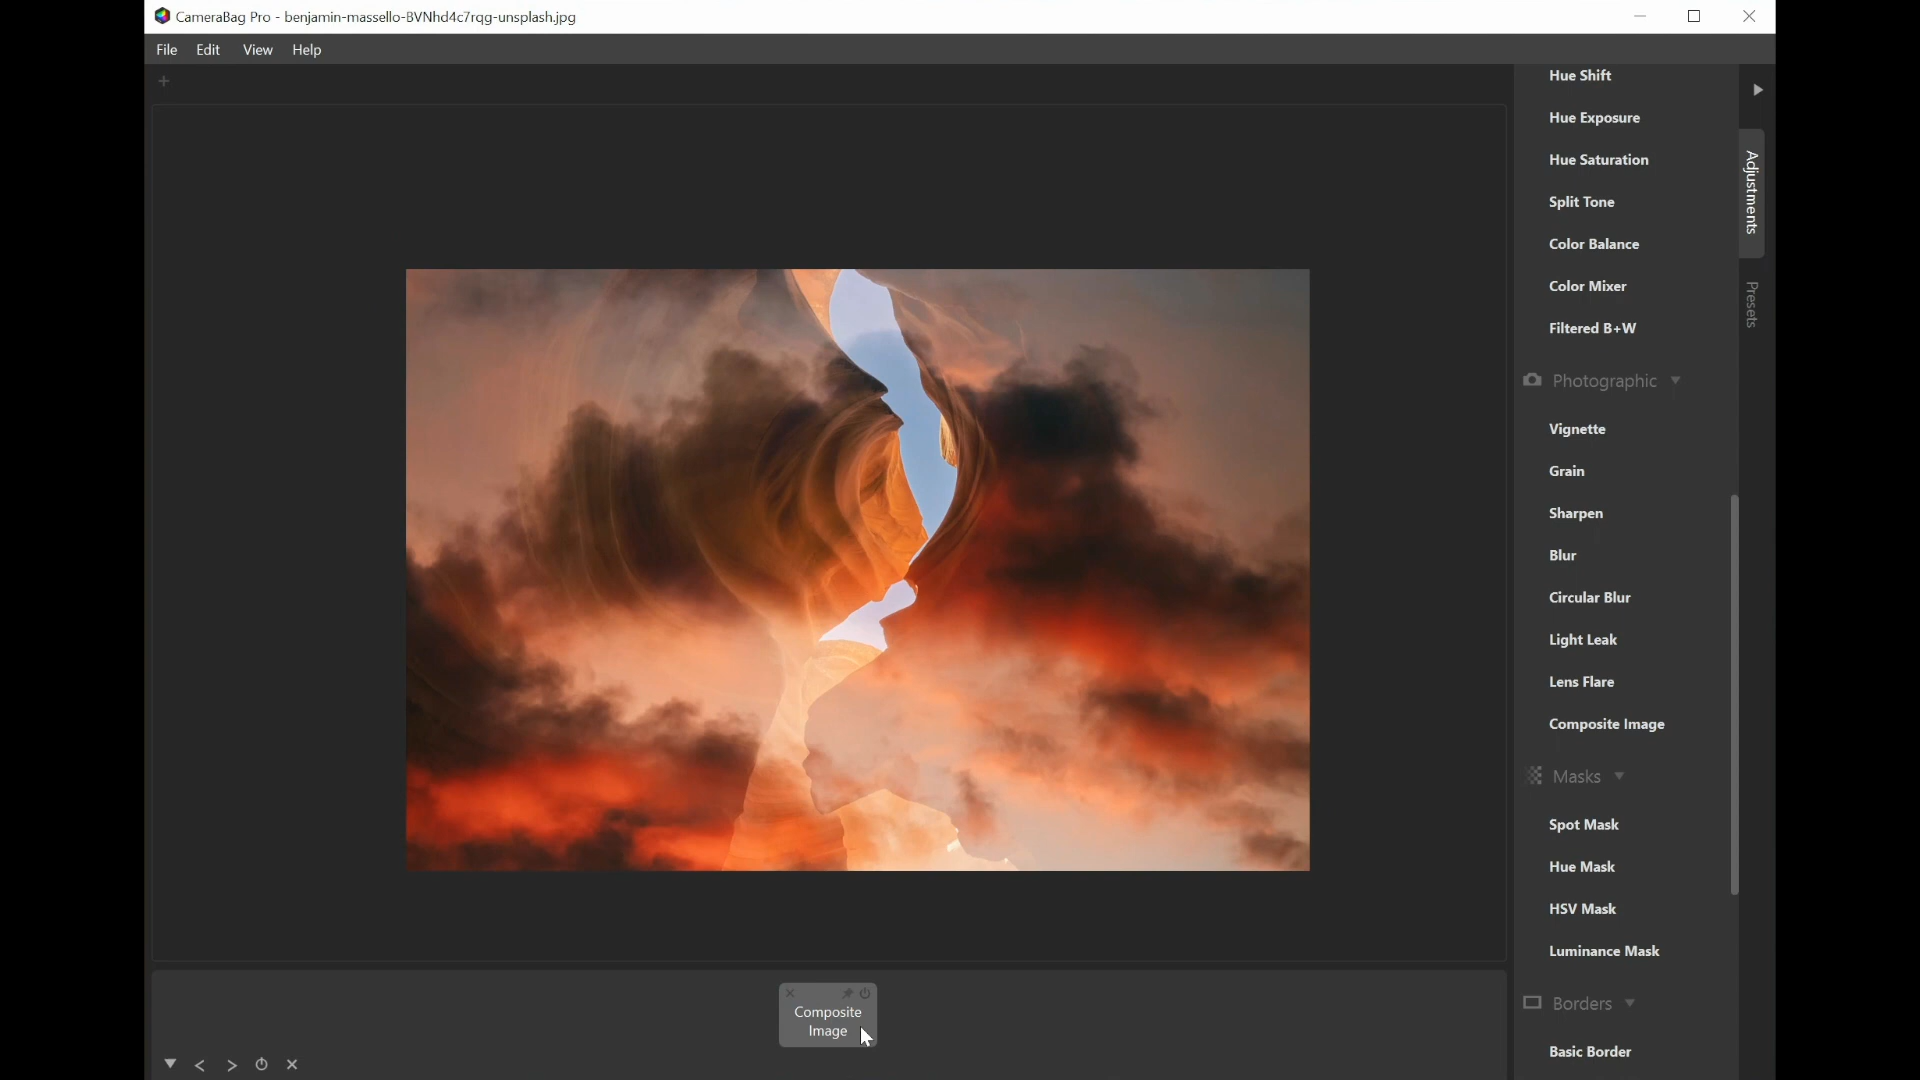 CameraBag Pro - benjamin-massello-BVNhd4c7rqg-unsplash.jpg
File Edit View Help
Hue Shift
Hue Exposure
Hue Saturation
Split Tone
Color Balance
Color Mixer
Filtered B+W
Photographic
Vignette
Grain
Sharpen
Blur
Circular Blur
Light Leak
Lens Flare
Composite Image
Masks
Spot Mask
Hue Mask
HSV Mask
Luminance Mask
Borders
Basic Border
Adjustments
Presets
Composite
Image